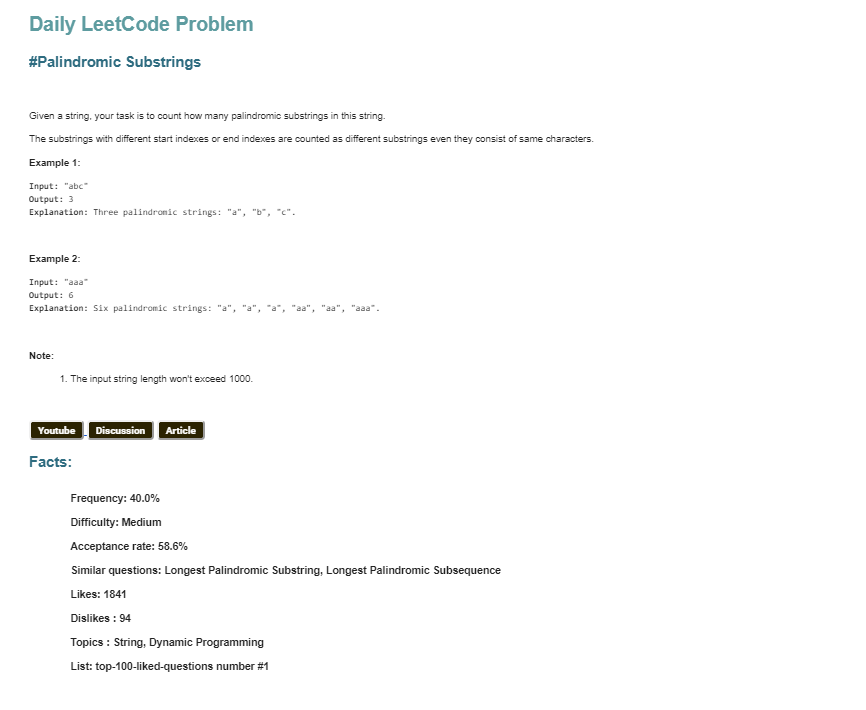 Daily LeetCode Problem
#Palindromic Substrings
Given a string, your task is to count how many palindromic substrings in this string.
The substrings with different start indexes or end indexes are counted as different substrings even they consist of same characters.
Example 1:
Input: "abc"
Output: 3
Explanation: Three palindromic strings: "a", "b", "c".
Example 2:
Input: "aaa"
Output: 6
Explanation: Six palindromic strings: "a", "a", "a", "aa", "aa", "aaa".
Note:
1. The input string length won't exceed 1000.
Youtube Discussion Article
Facts:
Frequency: 40.0%
Difficulty: Medium
Acceptance rate: 58.6%
Similar questions: Longest Palindromic Substring, Longest Palindromic Subsequence
Likes: 1841
Dislikes : 94
Topics : String, Dynamic Programming
List: top-100-liked-questions number #1